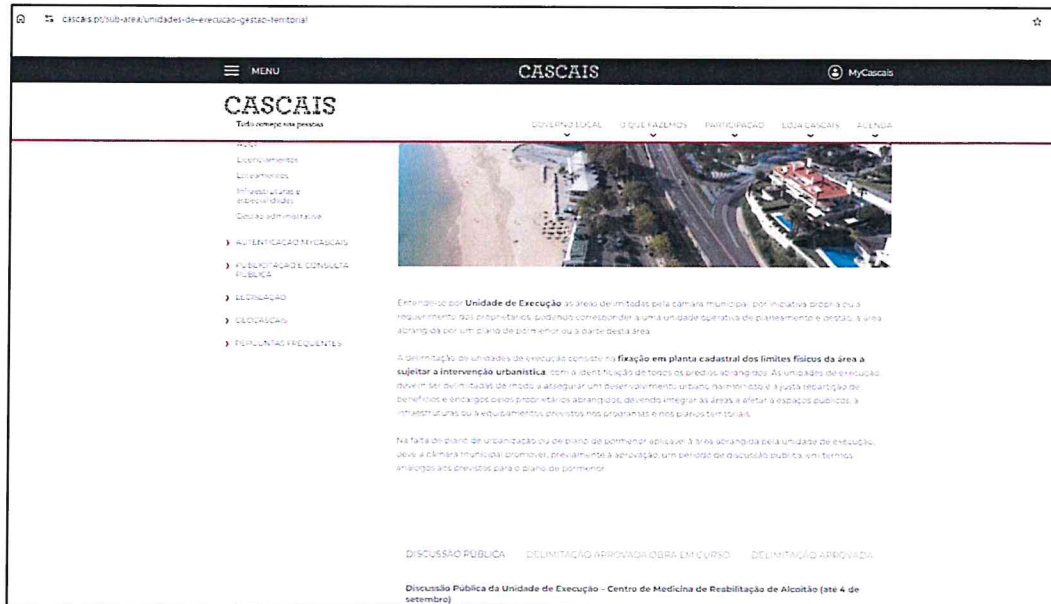 cascais.pt/sub-area/unidades-de-execucao-gestao-territorial
MENU
CASCAIS
MyCascais
CASCAIS
Tudo começa nas pessoas
GOVERNO LOCAL
O QUE FAZEMOS
PARTICIPAÇÃO
LOJA CASCAIS
AGENDA
Licenciamentos
Loteamentos
Infraestruturas e
especialidades
Gestão administrativa
AUTENTICAÇÃO MYCASCAIS
PUBLICITAÇÃO E CONSULTA
PÚBLICA
LEGISLAÇÃO
GEOCASCAIS
PERGUNTAS FREQUENTES
Entende-se por Unidade de Execução as áreas delimitadas pela câmara municipal, por iniciativa própria ou a
requerimento dos proprietários, podendo corresponder a uma unidade operativa de planeamento e gestão, à área
abrangida por um plano de pormenor ou a parte desta área.
A delimitação de unidades de execução consiste na fixação em planta cadastral dos limites físicos da área a
sujeitar a intervenção urbanística, com a identificação de todos os prédios abrangidos. As unidades de execução
devem ser delimitadas de modo a assegurar um desenvolvimento urbano harmonioso e a justa repartição de
benefícios e encargos pelos proprietários abrangidos, devendo integrar as áreas a afetar a espaços públicos, a
infraestruturas ou a equipamentos previstos nos programas e nos planos territoriais.
Na falta de plano de urbanização ou de plano de pormenor aplicável à área abrangida pela unidade de execução,
deve a câmara municipal promover, previamente à aprovação, um período de discussão pública, em termos
análogos aos previstos para o plano de pormenor.
DISCUSSÃO PÚBLICA
DELIMITAÇÃO APROVADA OBRA EM CURSO
DELIMITAÇÃO APROVADA
Discussão Pública da Unidade de Execução - Centro de Medicina de Reabilitação de Alcoitão (até 4 de
setembro)